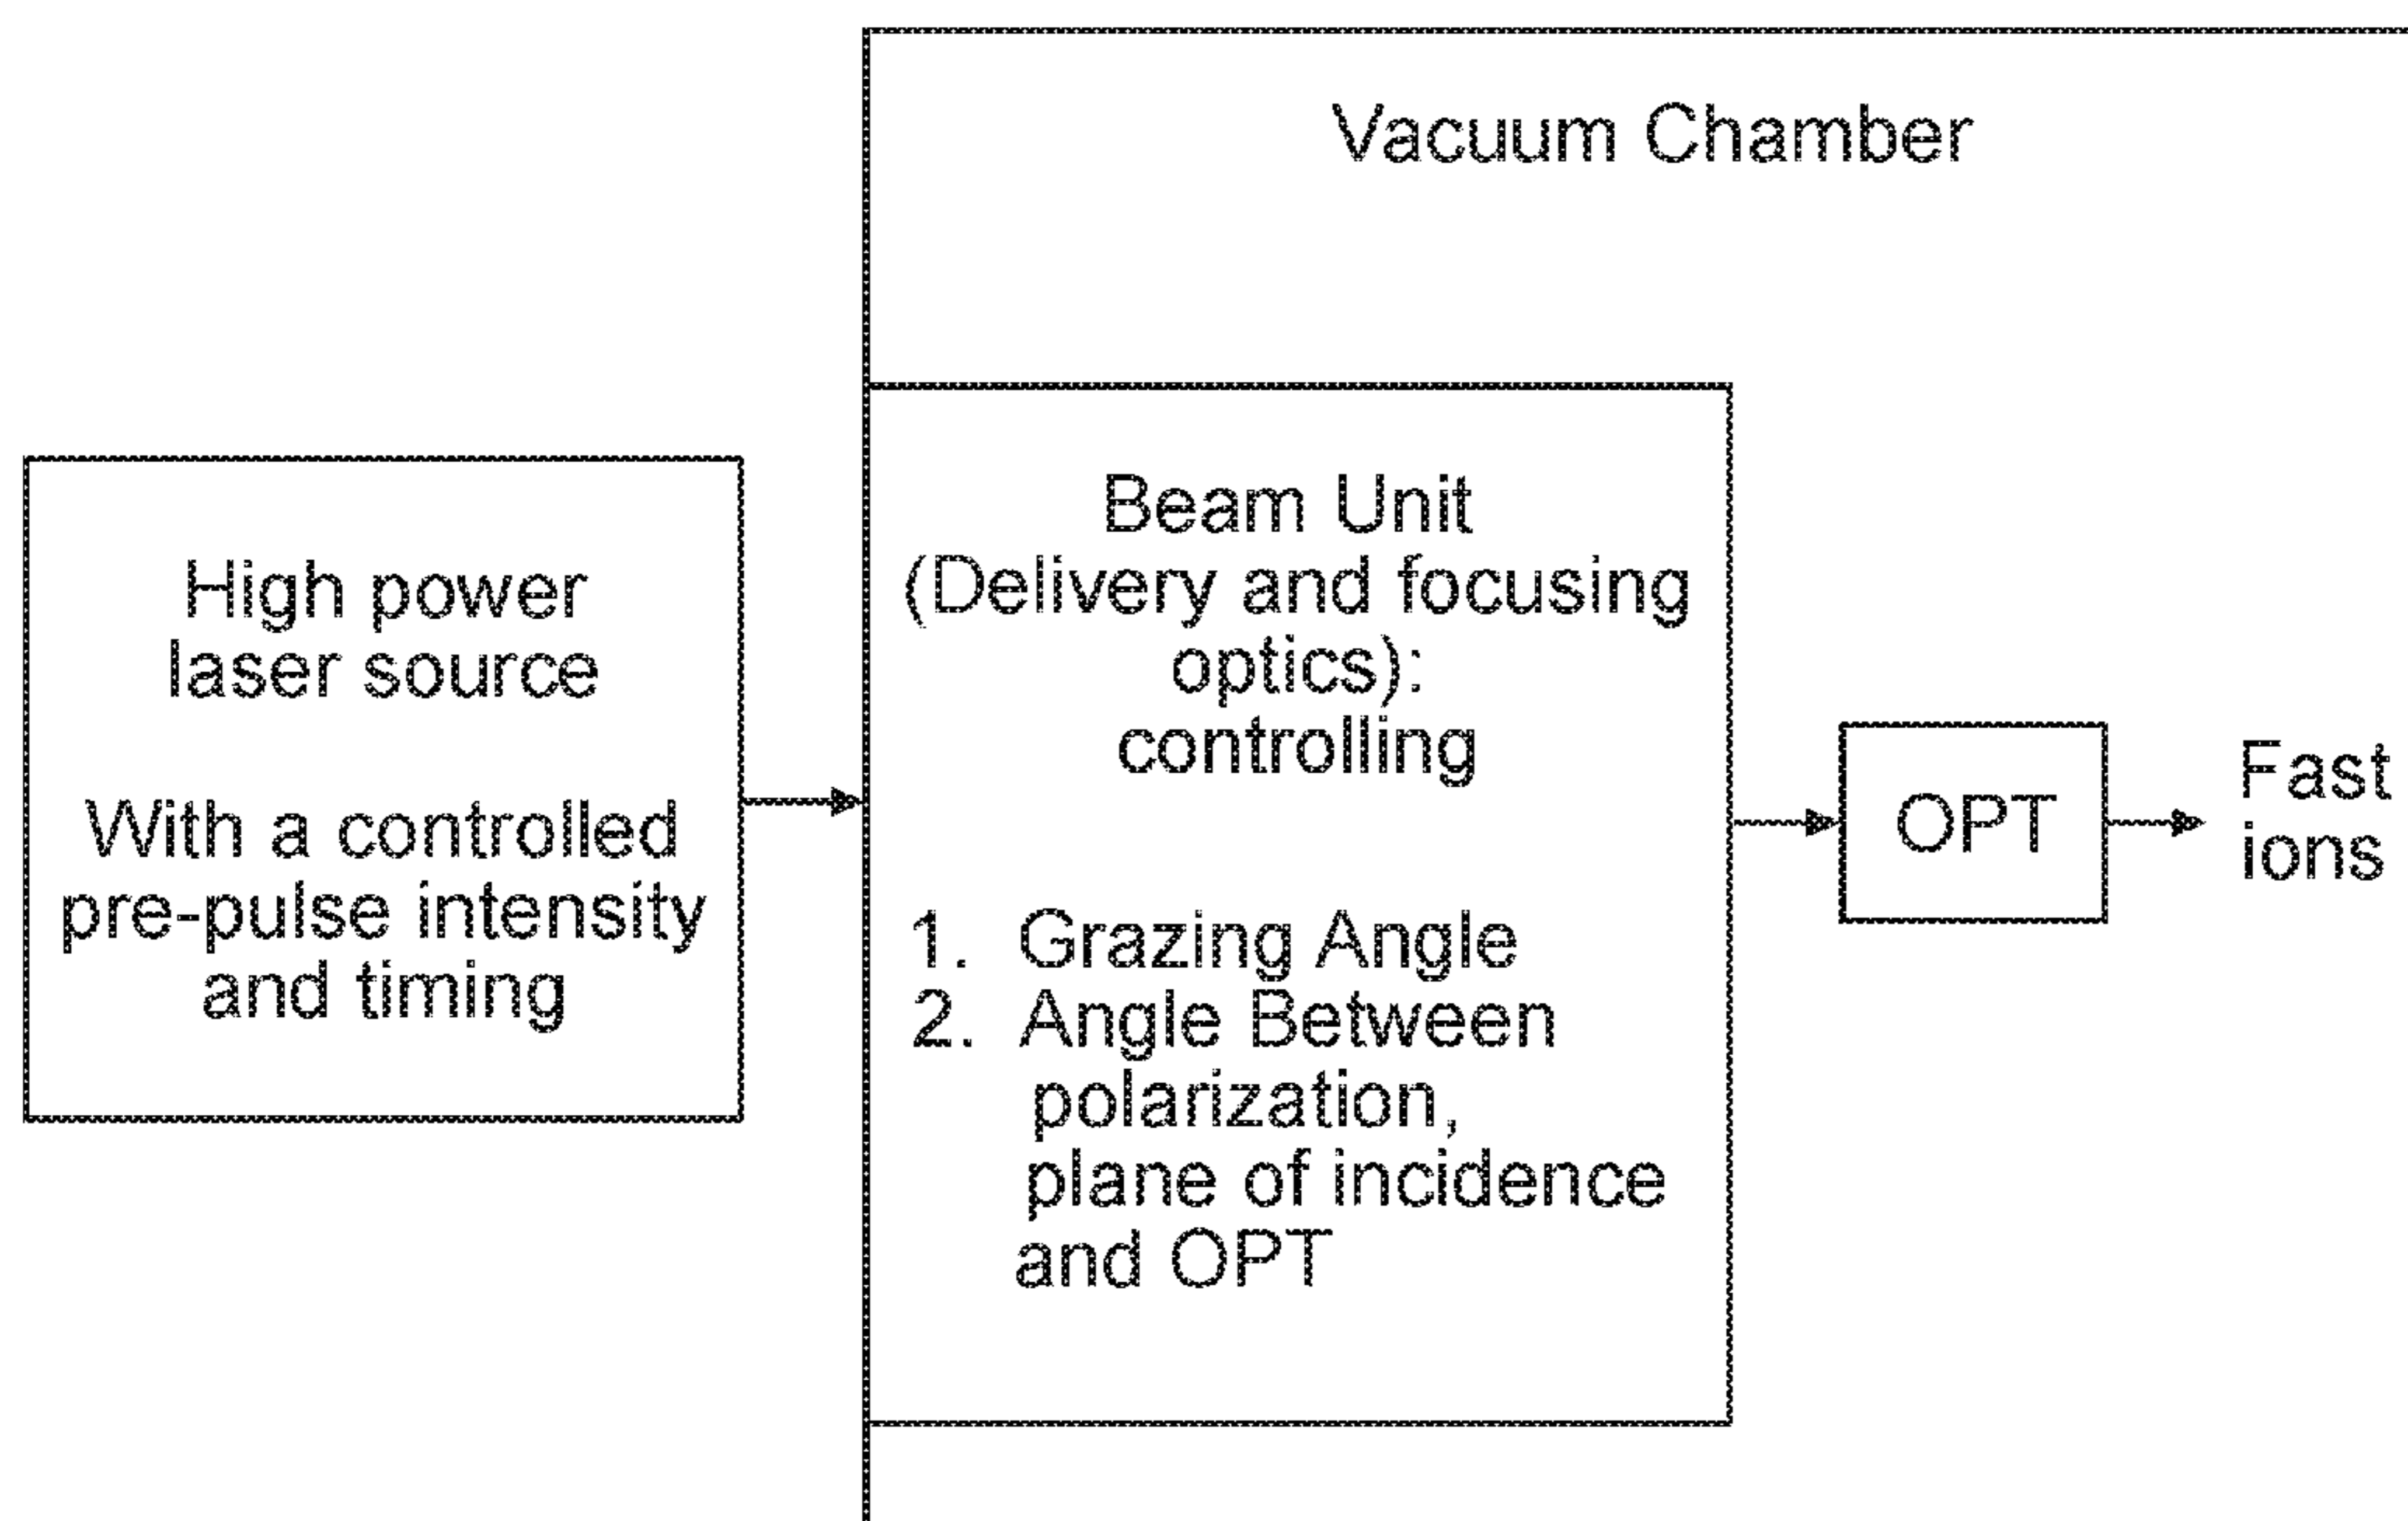 Vacuum Chamber
High power
laser source
With a controlled
pre-pulse intensity
and timing
Beam Unit
(Delivery and focusing
optics):
controlling
1. Grazing Angle
2. Angle Between
polarization,
plane of incidence
and OPT
OPT
Fast
ions